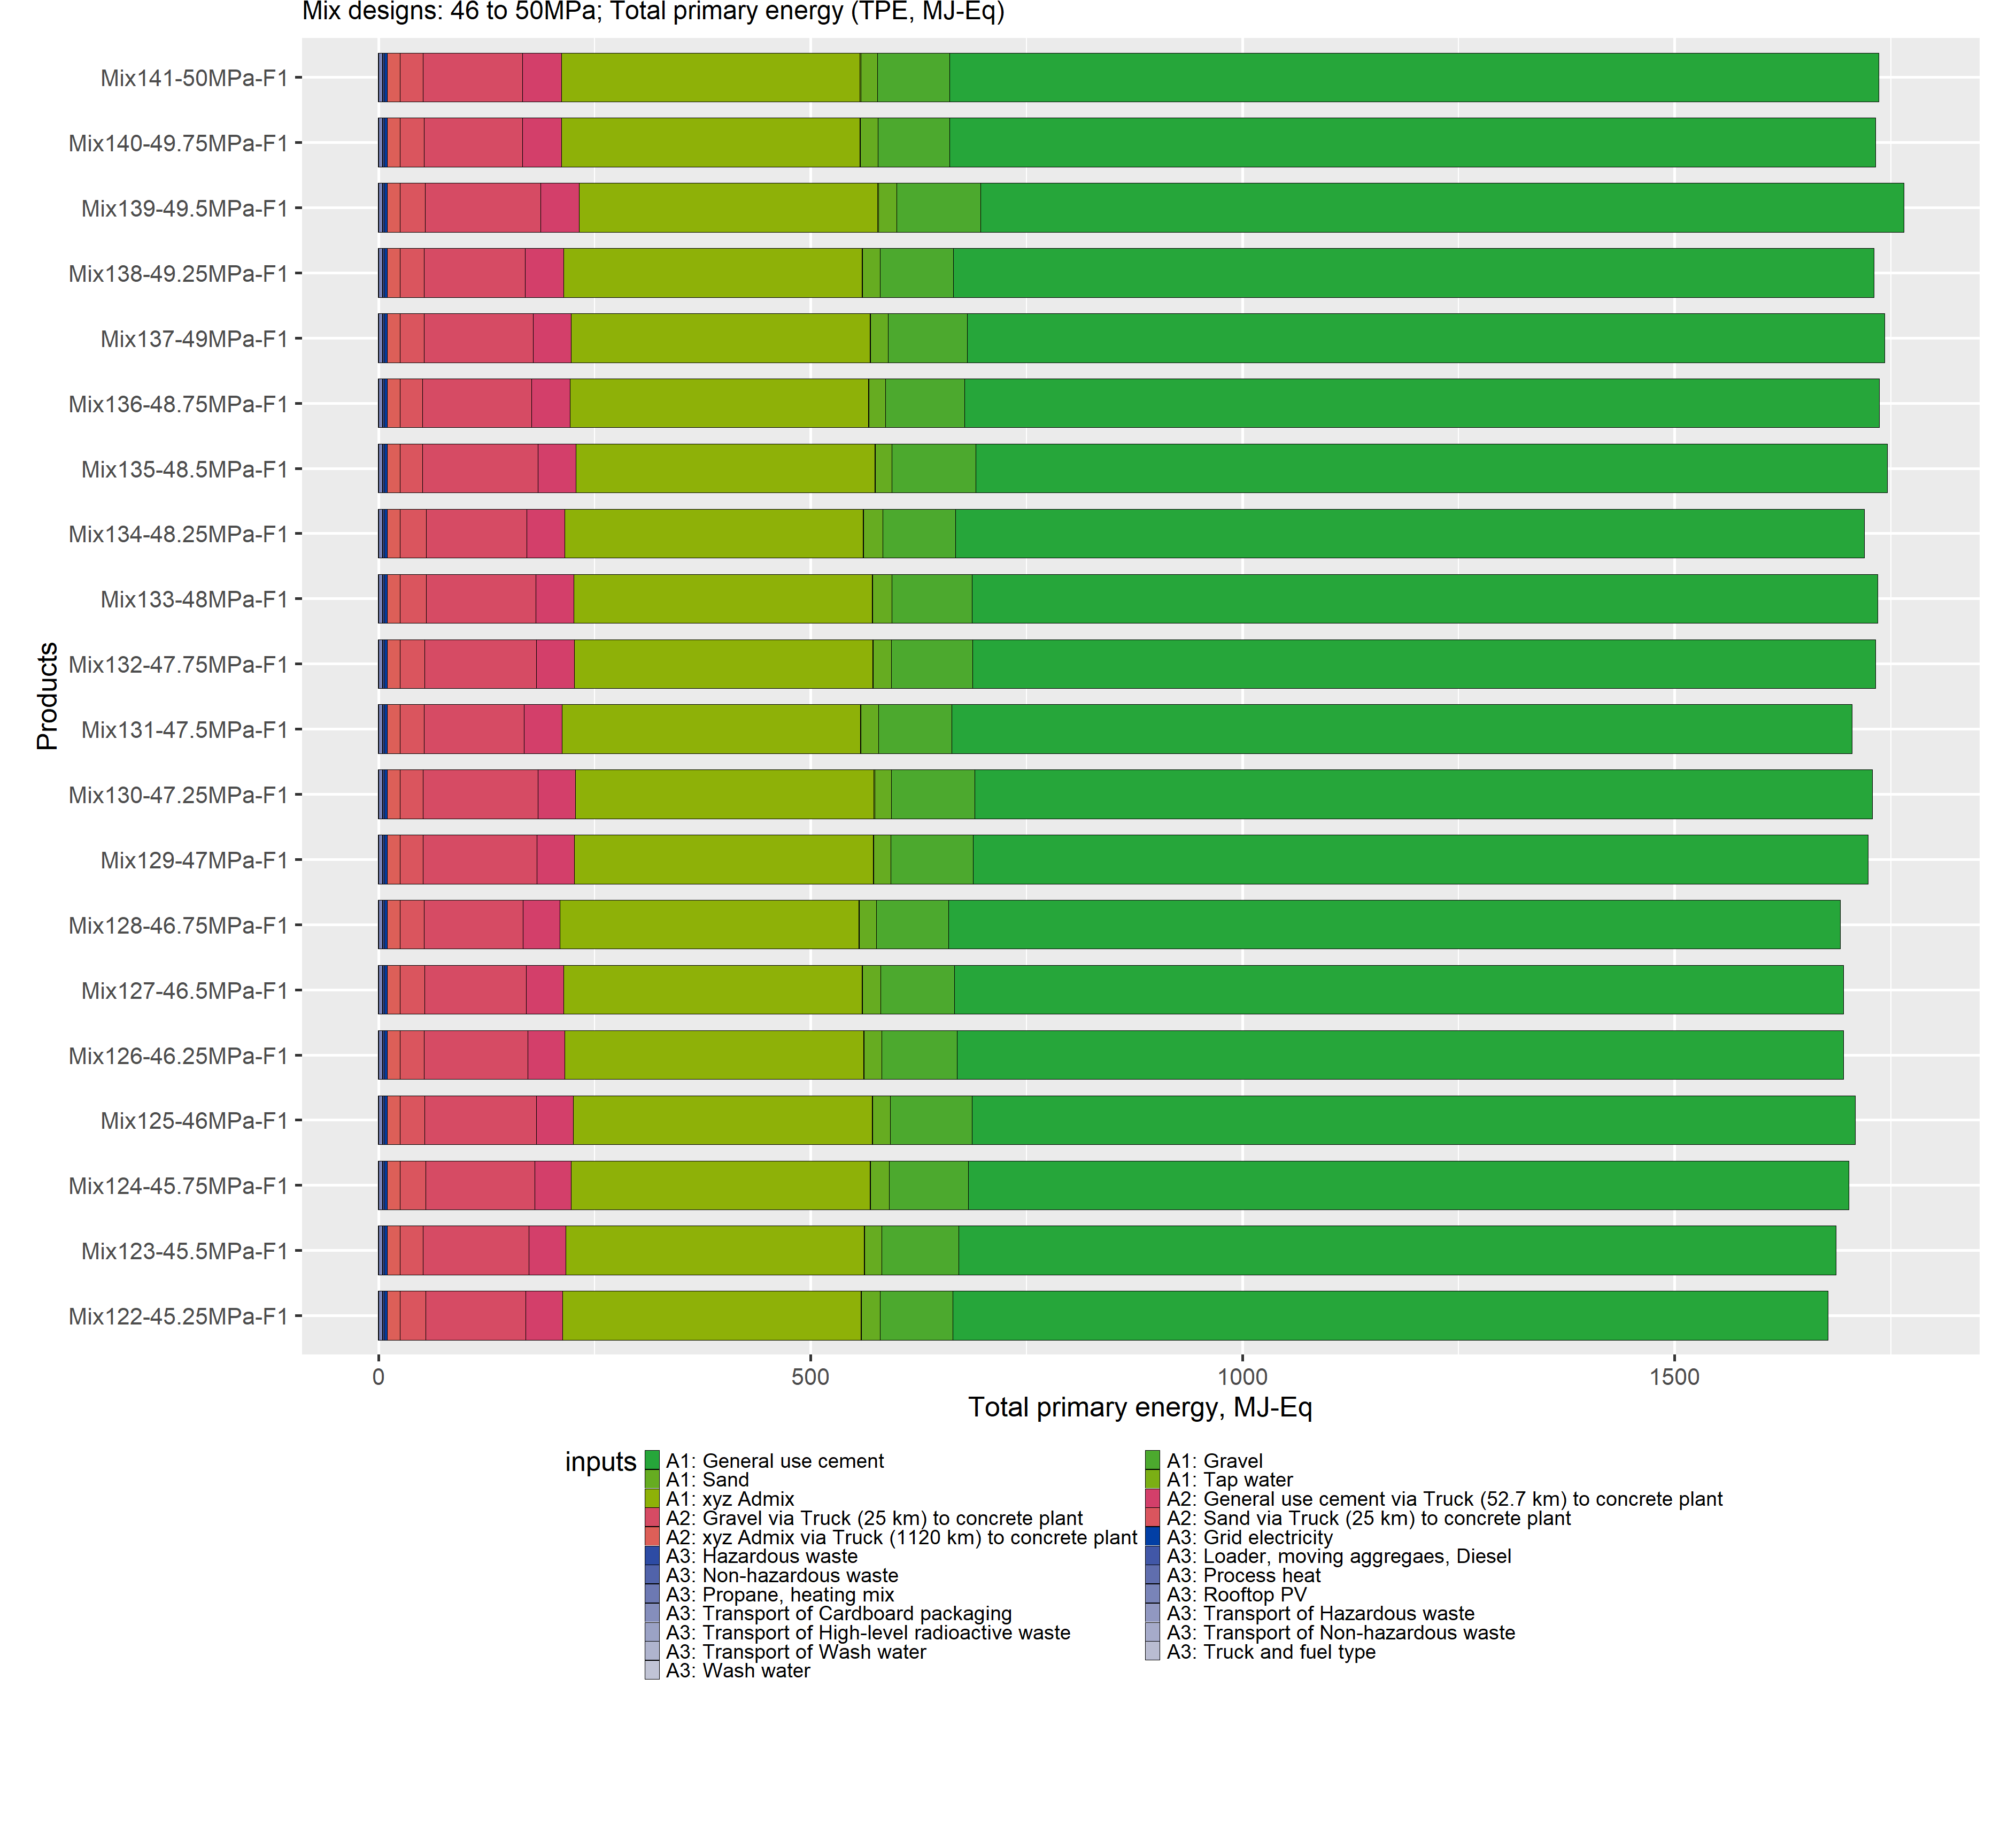 Mix designs: 46 to 50MPa; Total primary energy (TPE, MJ-Eq)
Products
Mix141-50MPa-F1
Mix140-49.75MPa-F1
Mix139-49.5MPa-F1
Mix138-49.25MPa-F1
Mix137-49MPa-F1
Mix136-48.75MPa-F1
Mix135-48.5MPa-F1
Mix134-48.25MPa-F1
Mix133-48MPa-F1
Mix132-47.75MPa-F1
Mix131-47.5MPa-F1
Mix130-47.25MPa-F1
Mix129-47MPa-F1
Mix128-46.75MPa-F1
Mix127-46.5MPa-F1
Mix126-46.25MPa-F1
Mix125-46MPa-F1
Mix124-45.75MPa-F1
Mix123-45.5MPa-F1
Mix122-45.25MPa-F1
0 500 1000 1500
Total primary energy, MJ-Eq
inputs
A1: General use cement A1: Gravel
A1: Sand A1: Tap water
A1: xyz Admix A2: General use cement via Truck (52.7 km) to concrete plant
A2: Gravel via Truck (25 km) to concrete plant A2: Sand via Truck (25 km) to concrete plant
A2: xyz Admix via Truck (1120 km) to concrete plant A3: Grid electricity
A3: Hazardous waste A3: Loader, moving aggregaes, Diesel
A3: Non-hazardous waste A3: Process heat
A3: Propane, heating mix A3: Rooftop PV
A3: Transport of Cardboard packaging A3: Transport of Hazardous waste
A3: Transport of High-level radioactive waste A3: Transport of Non-hazardous waste
A3: Transport of Wash water A3: Truck and fuel type
A3: Wash water